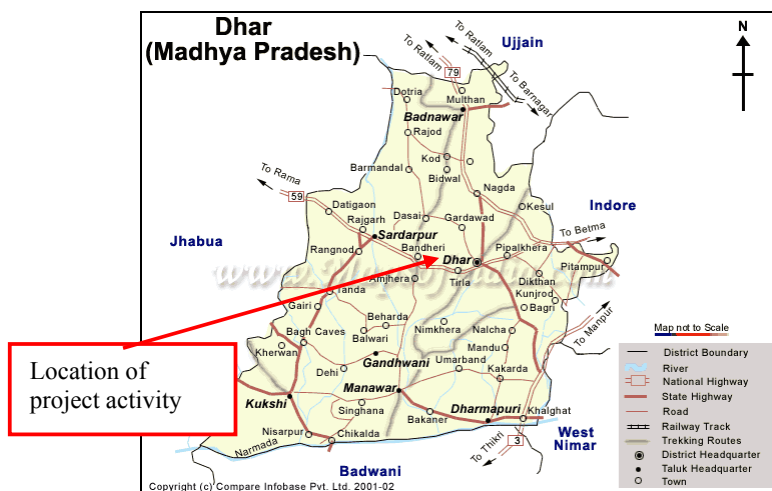 Dhar
(Madhya Pradesh)
N
Ujjain
To Ratlam
To Ratlam
79
To Barnagar
Dotria
Multhan
Badnawar
Rajod
Kod
Barmandal
Bidwal
To Rama
59
Nagda
Datigaon
Kesul
Indore
Rajgarh
Dasai
Gardawad
To Betma
Jhabua
Sardarpur
Rangnod
Bandheri
Pipalkhera
Dhar
Pitampur
Tirla
Amjhera
Dikthan
Tanda
Kunjrod
Gairi
Bagri
To Manpur
Beharda
Bagh Caves
Balwari
Nimkhera
Nalcha
Kherwan
Mandu
Gandhwani
Umarband
Dehi
Kakarda
Manawar
Kukshi
Singhana
Bakaner
Dharmapuri
Khalghat
Nisarpur
Chikalda
Narmada
To Thikri
3
West
Nimar
Badwani
Location of
project activity
Map not to Scale
District Boundary
River
National Highway
State Highway
Road
Railway Track
Trekking Routes
District Headquarter
Taluk Headquarter
Town
Copyright (c) Compare Infobase Pvt. Ltd. 2001-02